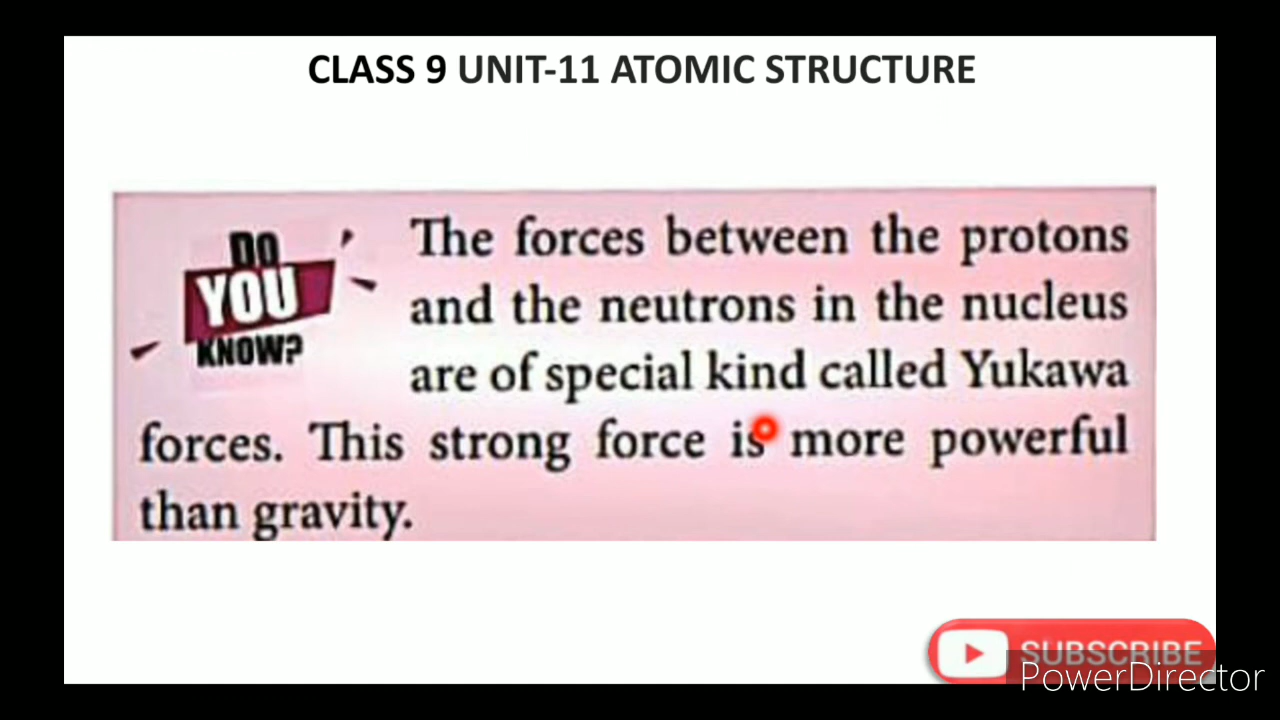 CLASS 9 UNIT-11 ATOMIC STRUCTURE
DO
YOU
KNOW?
The forces between the protons
and the neutrons in the nucleus
are of special kind called Yukawa
forces. This strong force is more powerful
than gravity.
SUBSCRIBE
PowerDirector